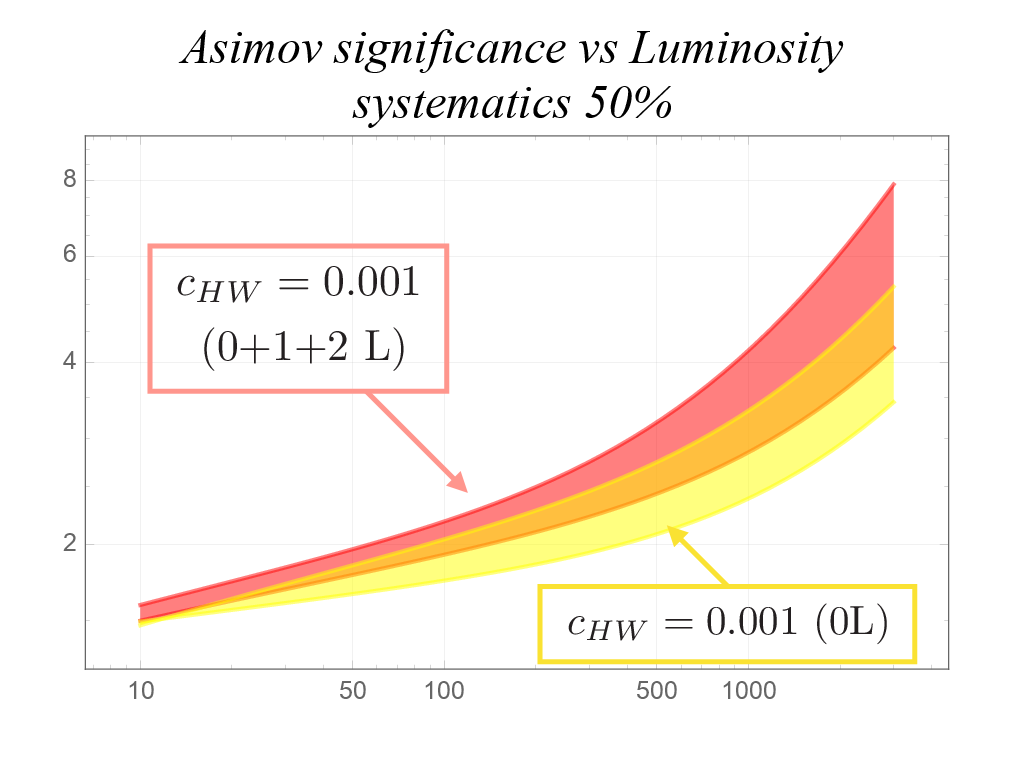 Asimov significance vs Luminosity
systematics 50%
8
6
c_{HW} = 0.001
(0+1+2 L)
4
2
c_{HW} = 0.001 (0L)
10 50 100 500 1000